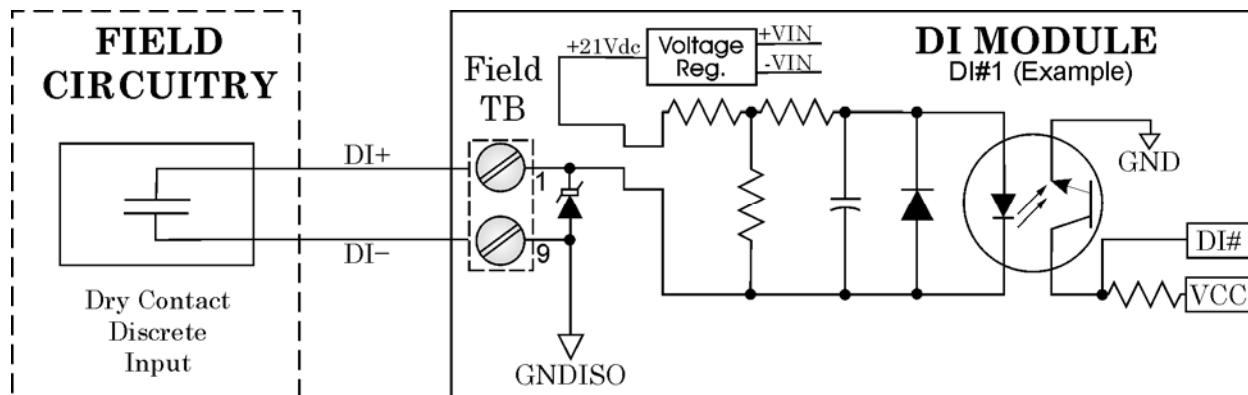 FIELD
CIRCUITRY
DI+
DI−
Dry Contact
Discrete
Input
Field
TB
1
9
GNDISO
+21Vdc
Voltage
Reg.
+VIN
-VIN
DI MODULE
DI#1 (Example)
GND
DI#
VCC